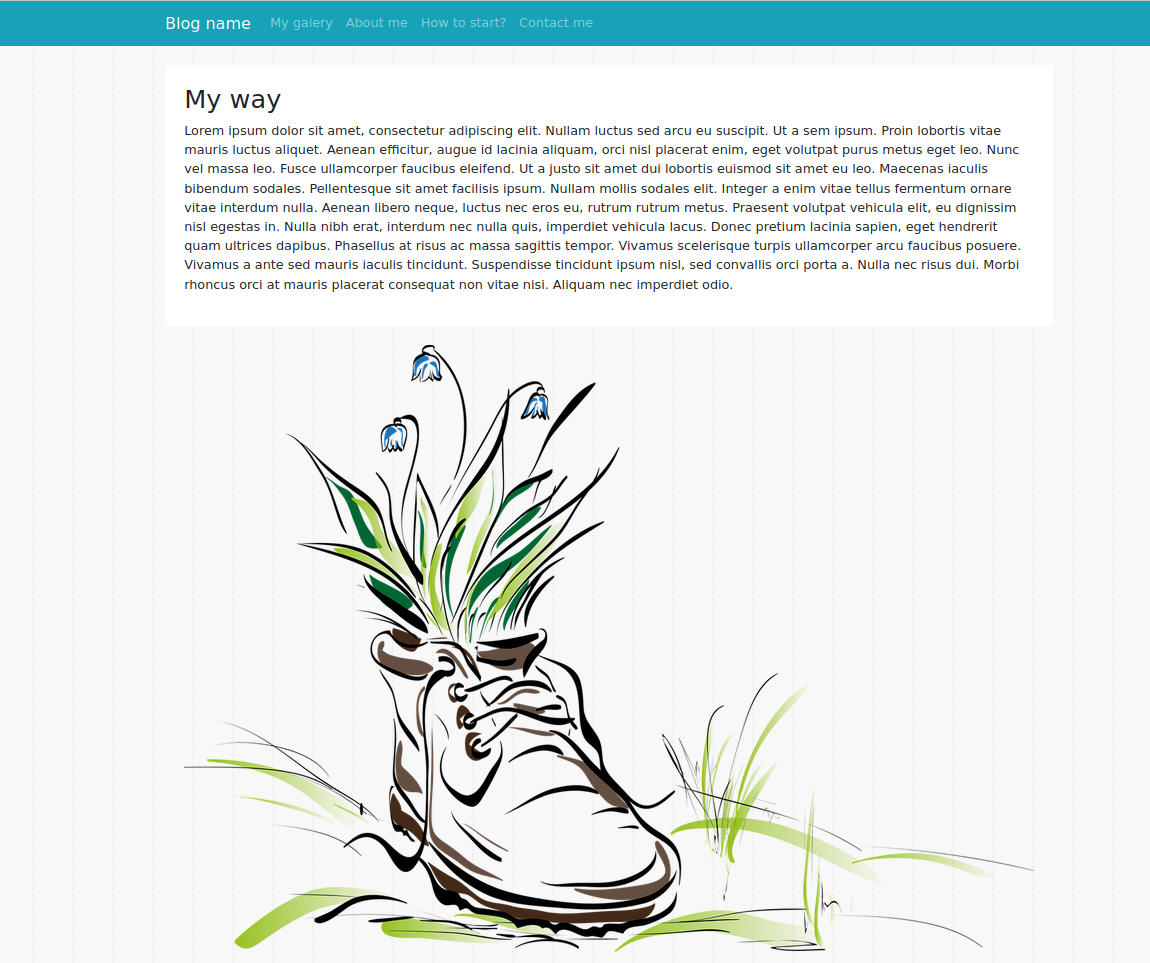 Blog name My galery About me How to start? Contact me
My way
Lorem ipsum dolor sit amet, consectetur adipiscing elit. Nullam luctus sed arcu eu suscipit. Ut a sem ipsum. Proin lobortis vitae
mauris luctus aliquet. Aenean efficitur, augue id lacinia aliquam, orci nisl placerat enim, eget volutpat purus metus eget leo. Nunc
vel massa leo. Fusce ullamcorper faucibus eleifend. Ut a justo sit amet dui lobortis euismod sit amet eu leo. Maecenas iaculis
bibendum sodales. Pellentesque sit amet facilisis ipsum. Nullam mollis sodales elit. Integer a enim vitae tellus fermentum ornare
vitae interdum nulla. Aenean libero neque, luctus nec eros eu, rutrum rutrum metus. Praesent volutpat vehicula elit, eu dignissim
nisl egestas in. Nulla nibh erat, interdum nec nulla quis, imperdiet vehicula lacus. Donec pretium lacinia sapien, eget hendrerit
quam ultrices dapibus. Phasellus at risus ac massa sagittis tempor. Vivamus scelerisque turpis ullamcorper arcu faucibus posuere.
Vivamus a ante sed mauris iaculis tincidunt. Suspendisse tincidunt ipsum nisl, sed convallis orci porta a. Nulla nec risus dui. Morbi
rhoncus orci at mauris placerat consequat non vitae nisi. Aliquam nec imperdiet odio.